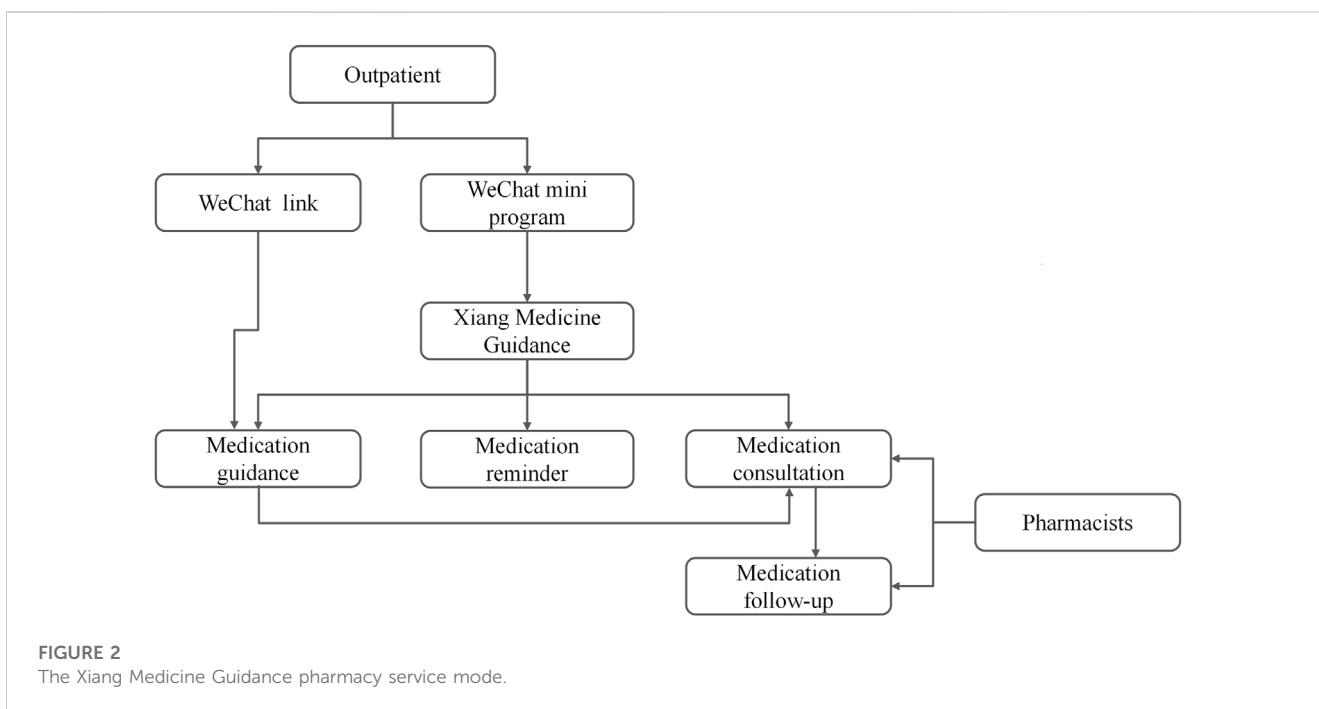 Outpatient
WeChat link
WeChat mini
program
Xiang Medicine
Guidance
Medication
guidance
Medication
reminder
Medication
consultation
Pharmacists
Medication
follow-up
FIGURE 2
The Xiang Medicine Guidance pharmacy service mode.